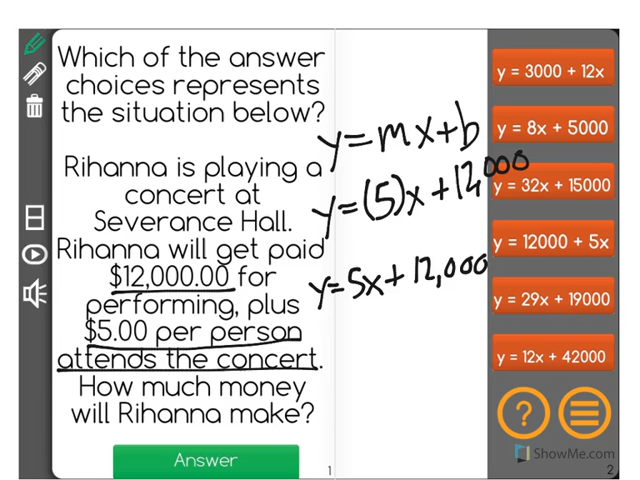 Which of the answer
choices represents
the situation below?
Rihanna is playing a
concert at
Severance Hall.
Rihanna will get paid
$12,000.00 for
performing, plus
$5.00 per person
attends the concert.
How much money
will Rihanna make?
Answer
1
y=mx+b
y=(5)x+12,000
y=5x+12,000
y = 3000 + 12x
y = 8x + 5000
y = 32x + 15000
y = 12000 + 5x
y = 29x + 19000
y = 12x + 42000
?
ShowMe.com
2